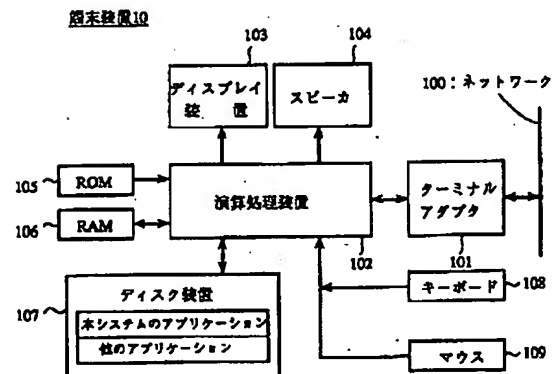 端末装置10
103
104
ディスプレイ
装 置
スピーカ
100:ネットワーク
105
ROM
106
RAM
演算処理装置
102
ターミナル
アダプタ
101
107
ディスク装置
本システムのアプリケーション
他のアプリケーション
キーボード
108
マウス
109